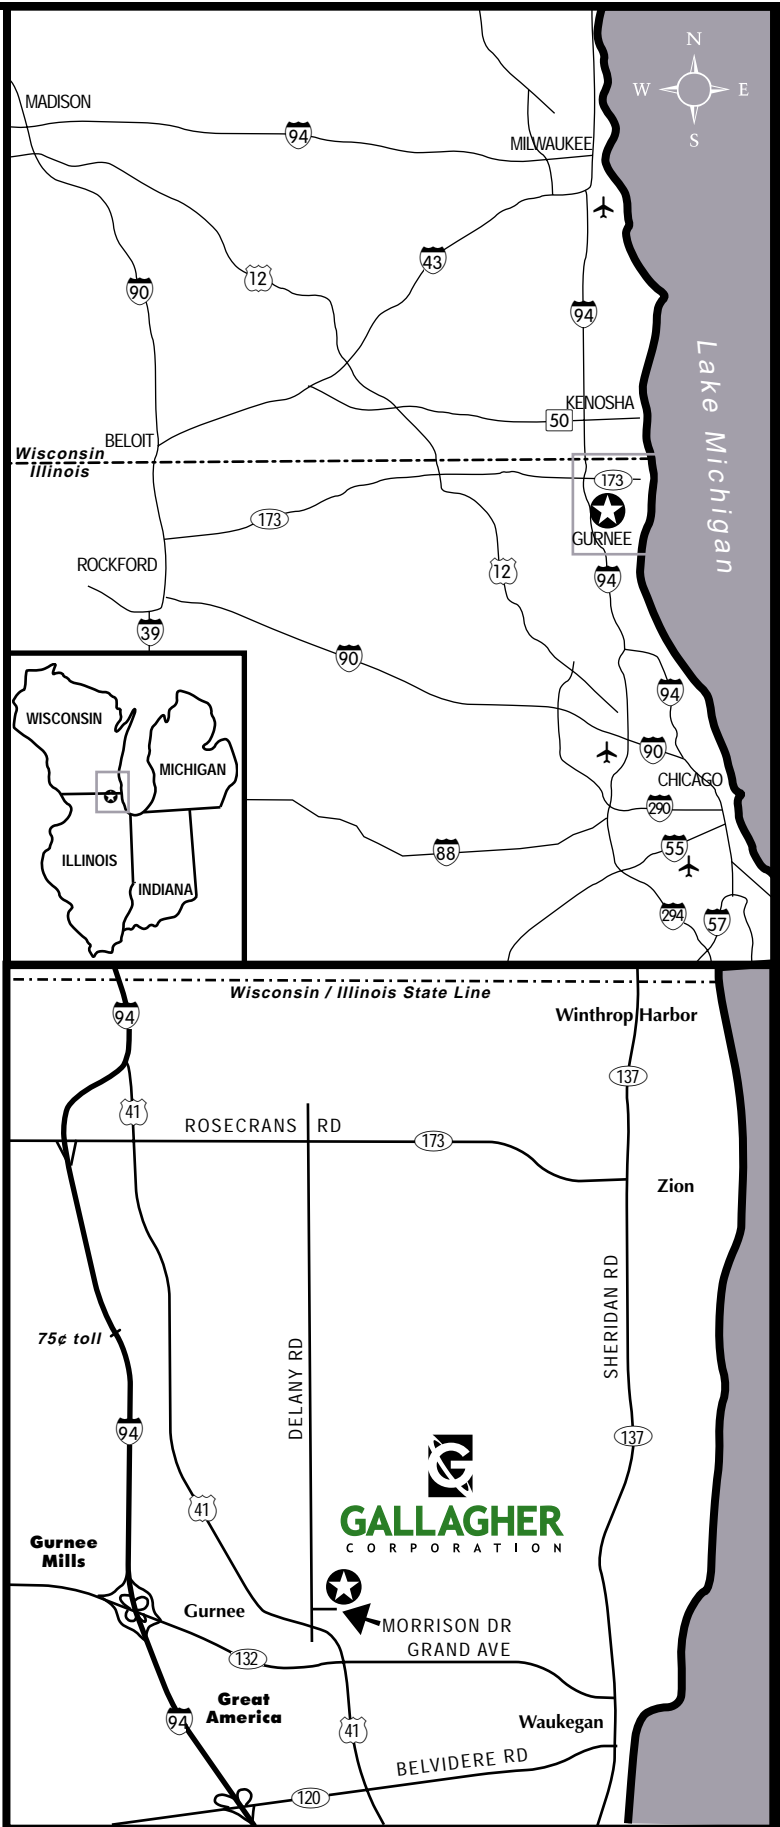 N
W E
S
MADISON
94
MILWAUKEE
43
12
90
94
Lake Michigan
KENOSHA
50
BELOIT
Wisconsin
Illinois
173
173
GURNEE
ROCKFORD
12
94
39
90
94
WISCONSIN
MICHIGAN
90
CHICAGO
290
88
55
ILLINOIS
INDIANA
294
57
Wisconsin / Illinois State Line
94
Winthrop Harbor
137
41
ROSECRANS RD
173
Zion
SHERIDAN RD
75¢ toll
DELANY RD
94
137
G
41
GALLAGHER
CORPORATION
Gurnee
Mills
Gurnee
MORRISON DR
GRAND AVE
132
Great
America
94
41
Waukegan
BELVIDERE RD
120